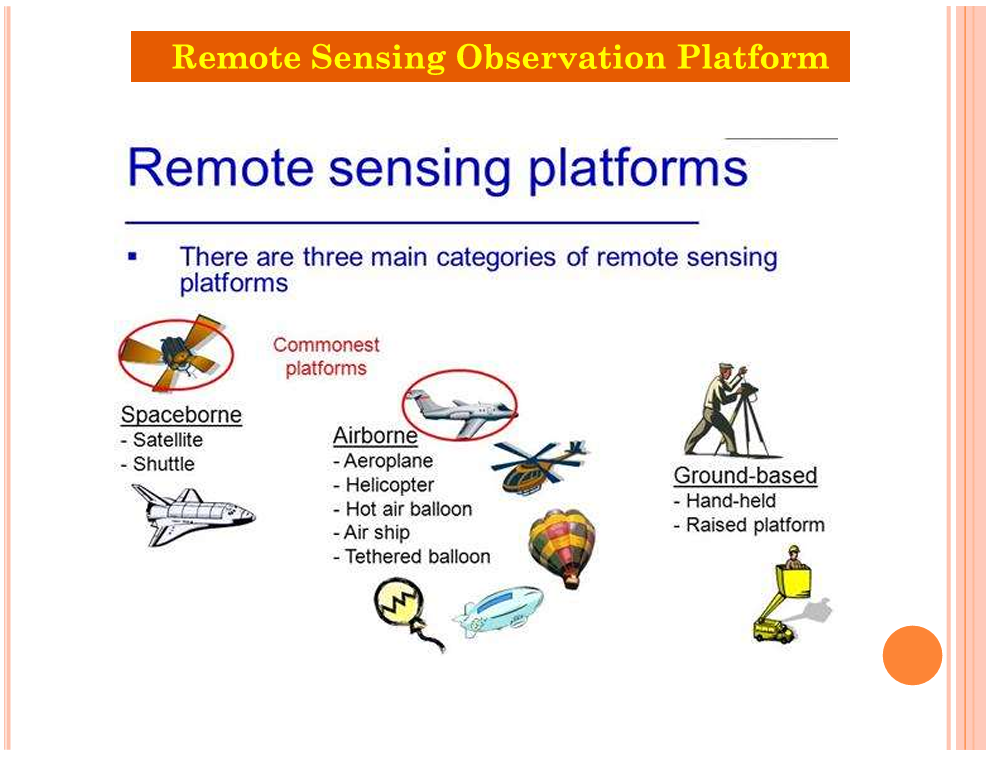 Remote Sensing Observation Platform
Remote sensing platforms
▪ There are three main categories of remote sensing
platforms
Commonest
platforms
Spaceborne
- Satellite
- Shuttle
Airborne
- Aeroplane
- Helicopter
- Hot air balloon
- Air ship
- Tethered balloon
Ground-based
- Hand-held
- Raised platform